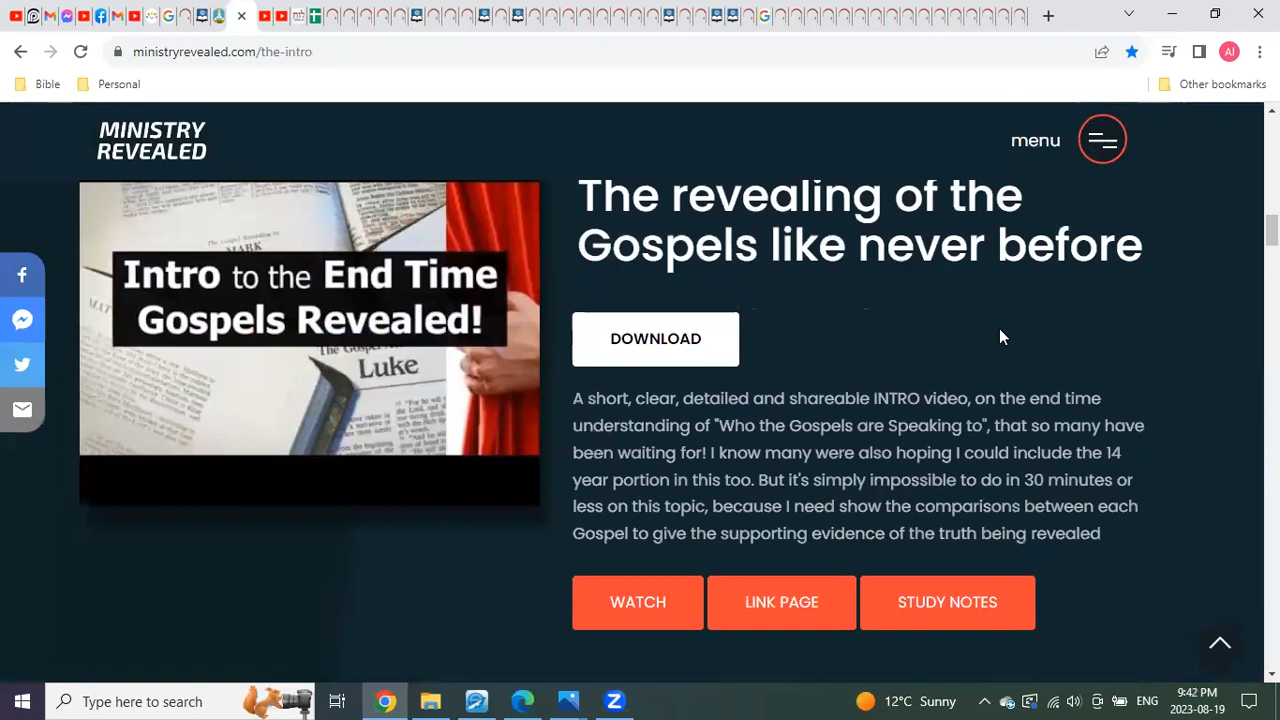 ministryrevealed.com/the-intro
AI
Bible
Personal
Other bookmarks
MINISTRY
REVEALED
menu
The revealing of the
Gospels like never before
MARK
Intro to the End Time
Gospels Revealed!
Luke
DOWNLOAD
A short, clear, detailed and shareable INTRO video, on the end time
understanding of "Who the Gospels are Speaking to", that so many have
been waiting for! I know many were also hoping I could include the 14
year portion in this too. But it's simply impossible to do in 30 minutes or
less on this topic, because I need show the comparisons between each
Gospel to give the supporting evidence of the truth being revealed
WATCH
LINK PAGE
STUDY NOTES
Type here to search
12°C Sunny
ENG
9:42 PM
2023-08-19